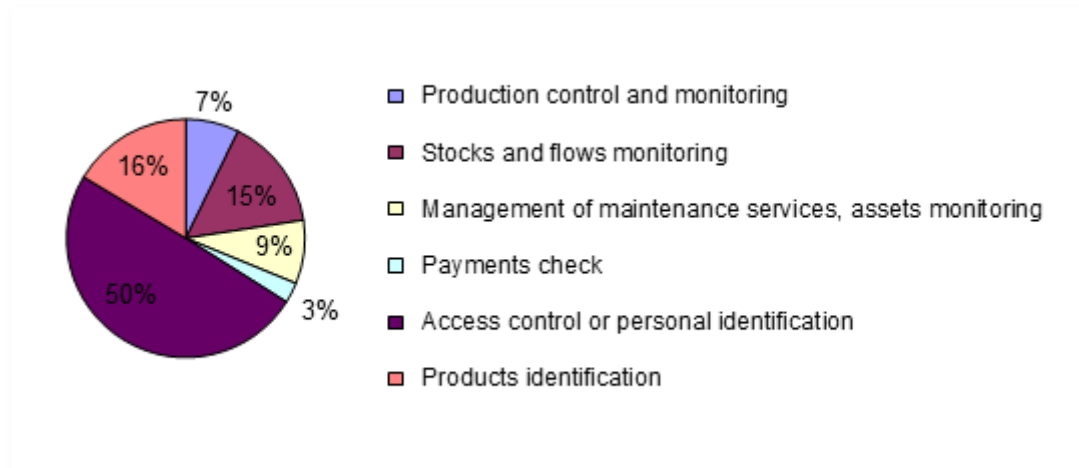 7%
16%
15%
9%
50%
3%
Production control and monitoring
Stocks and flows monitoring
Management of maintenance services, assets monitoring
Payments check
Access control or personal identification
Products identification